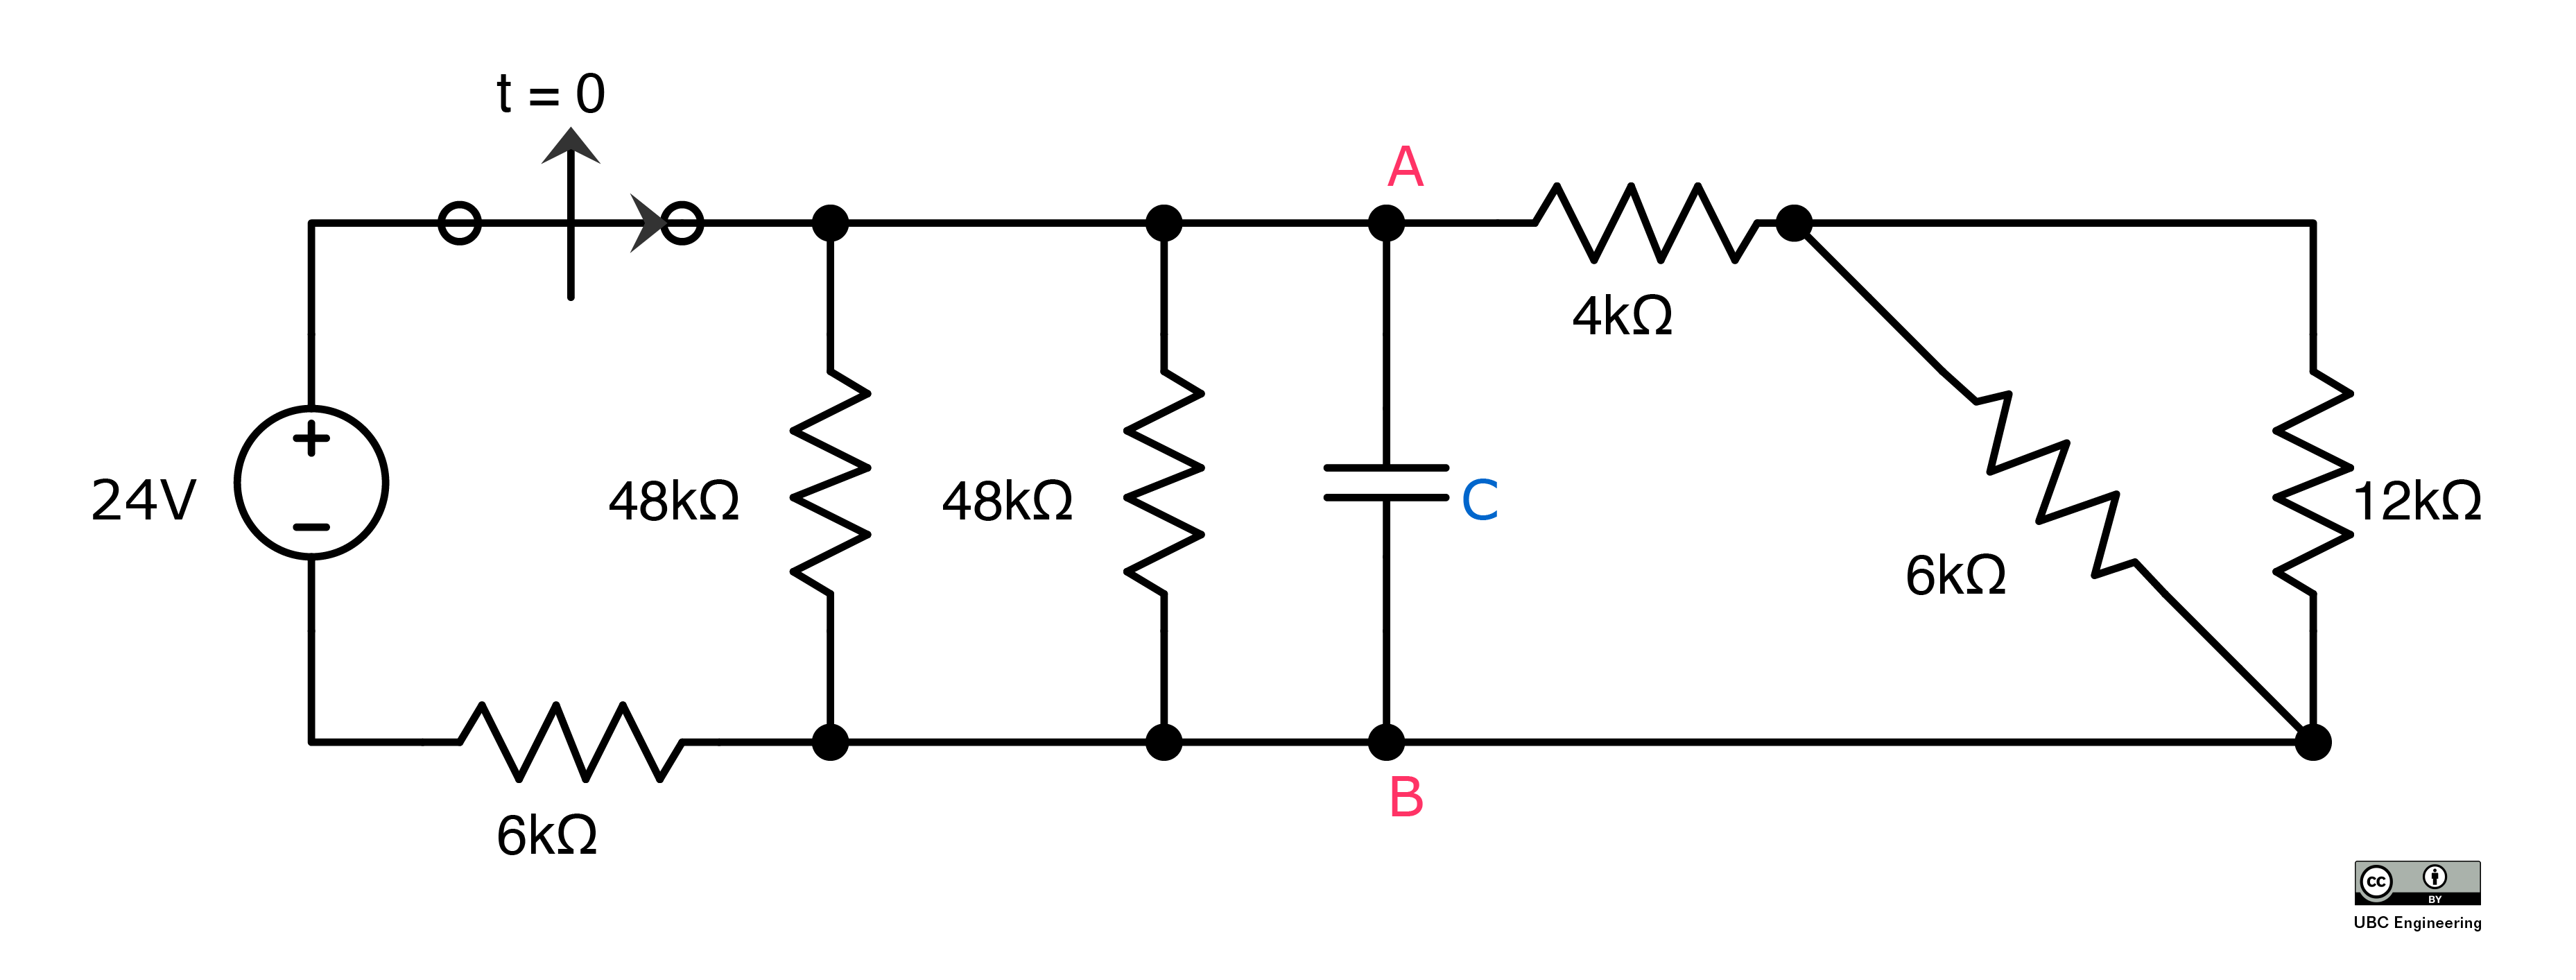 t = 0
A
4kΩ
24V
48kΩ
48kΩ
C
12kΩ
6kΩ
B
6kΩ
cc
BY
UBC Engineering